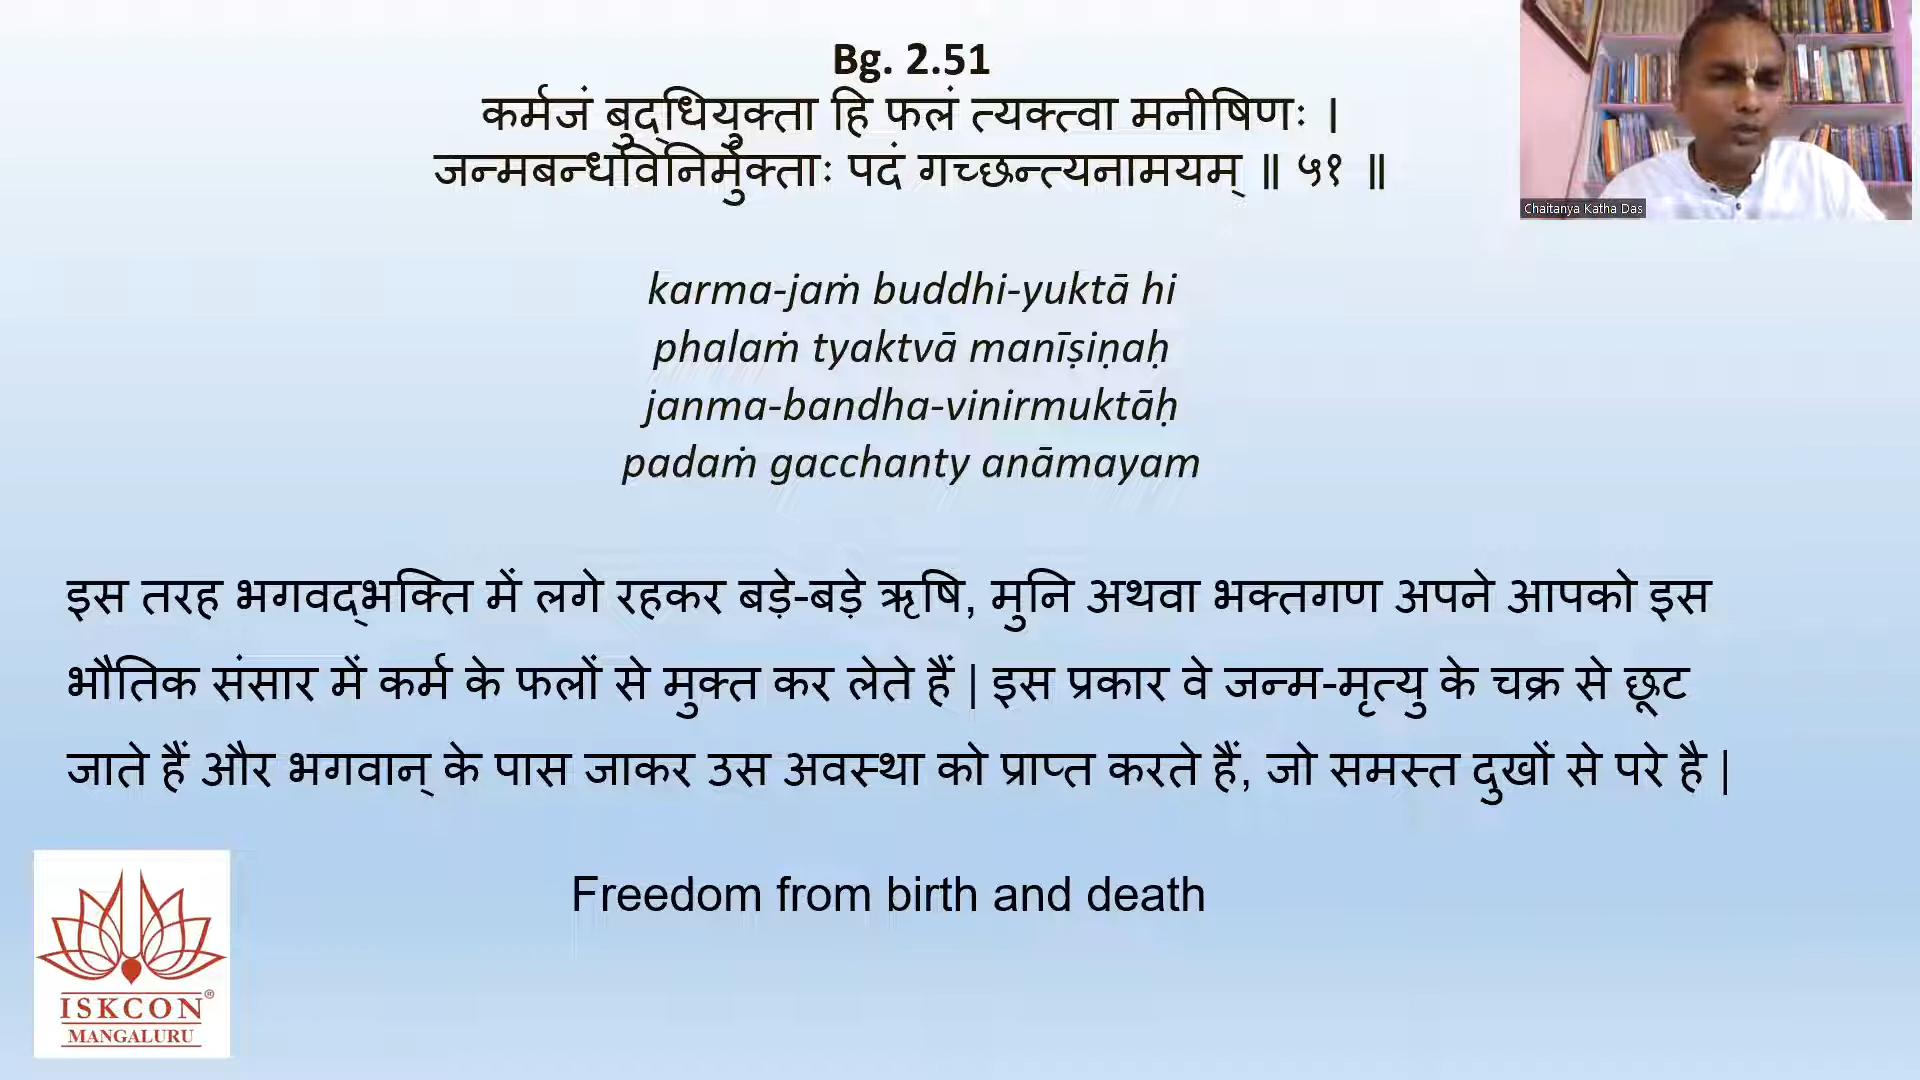 Bg. 2.51
कर्मजं बुद्धियुक्ता हि फलं त्यक्त्वा मनीषिणः ।
जन्मबन्धविनिर्मुक्ताः पदं गच्छन्त्यनामयम् ॥ ५१ ॥
Chaitanya Katha Das
karma-jaṁ buddhi-yuktā hi
phalaṁ tyaktvā manīṣiṇaḥ
janma-bandha-vinirmuktāḥ
padaṁ gacchanty anāmayam
इस तरह भगवद्भक्ति में लगे रहकर बड़े-बड़े ऋषि, मुनि अथवा भक्तगण अपने आपको इस
भौतिक संसार में कर्म के फलों से मुक्त कर लेते हैं | इस प्रकार वे जन्म-मृत्यु के चक्र से छूट
जाते हैं और भगवान् के पास जाकर उस अवस्था को प्राप्त करते हैं, जो समस्त दुखों से परे है |
Freedom from birth and death
ISKCON®
MANGALURU